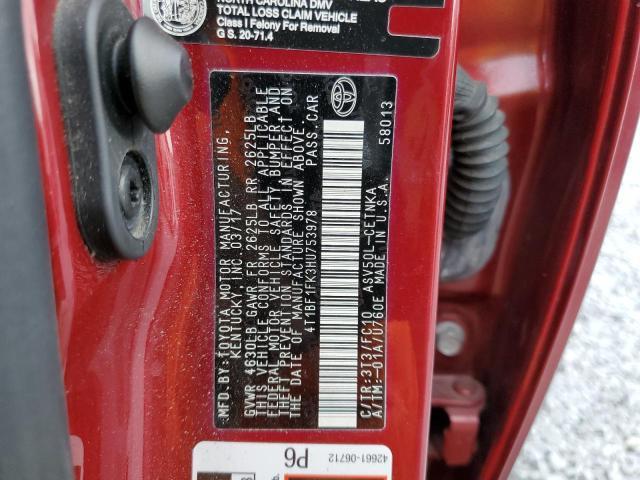 NORTH CAROLINA DMV
TOTAL LOSS CLAIM VEHICLE
Class I Felony For Removal
G S. 20-71.4
MFD. BY: TOYOTA MOTOR MANUFACTURING,
KENTUCKY, INC 03/17
GVWR 4630LB GAWR FR 2625LB RR 2625LB
THIS VEHICLE CONFORMS TO ALL APPLICABLE
FEDERAL MOTOR VEHICLE SAFETY, BUMPER, AND
THEFT PREVENTION STANDARDS IN EFFECT ON
THE DATE OF MANUFACTURE SHOWN ABOVE.
4T1BF1FK3HU753978 PASS. CAR
C/TR:3T3/FC10 ASV50L-CETNKA
A/TM:-01A/U760E MADE IN U.S.A. 58013
P6
42661-06712